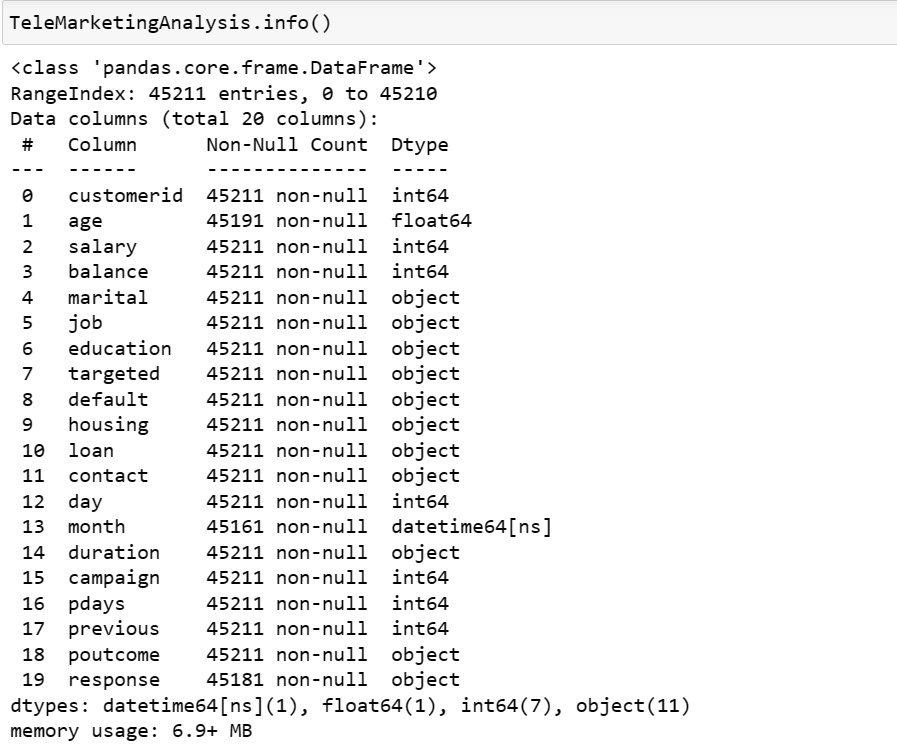 TeleMarketingAnalysis.info()
<class 'pandas.core.frame.DataFrame'>
RangeIndex: 45211 entries, 0 to 45210
Data columns (total 20 columns):
 #   Column      Non-Null Count  Dtype
---  ------      --------------  -----
 0   customerid  45211 non-null  int64
 1   age         45191 non-null  float64
 2   salary      45211 non-null  int64
 3   balance     45211 non-null  int64
 4   marital     45211 non-null  object
 5   job         45211 non-null  object
 6   education   45211 non-null  object
 7   targeted    45211 non-null  object
 8   default     45211 non-null  object
 9   housing     45211 non-null  object
 10  loan        45211 non-null  object
 11  contact     45211 non-null  object
 12  day         45211 non-null  int64
 13  month       45161 non-null  datetime64[ns]
 14  duration    45211 non-null  object
 15  campaign    45211 non-null  int64
 16  pdays       45211 non-null  int64
 17  previous    45211 non-null  int64
 18  poutcome    45211 non-null  object
 19  response    45181 non-null  object
dtypes: datetime64[ns](1), float64(1), int64(7), object(11)
memory usage: 6.9+ MB